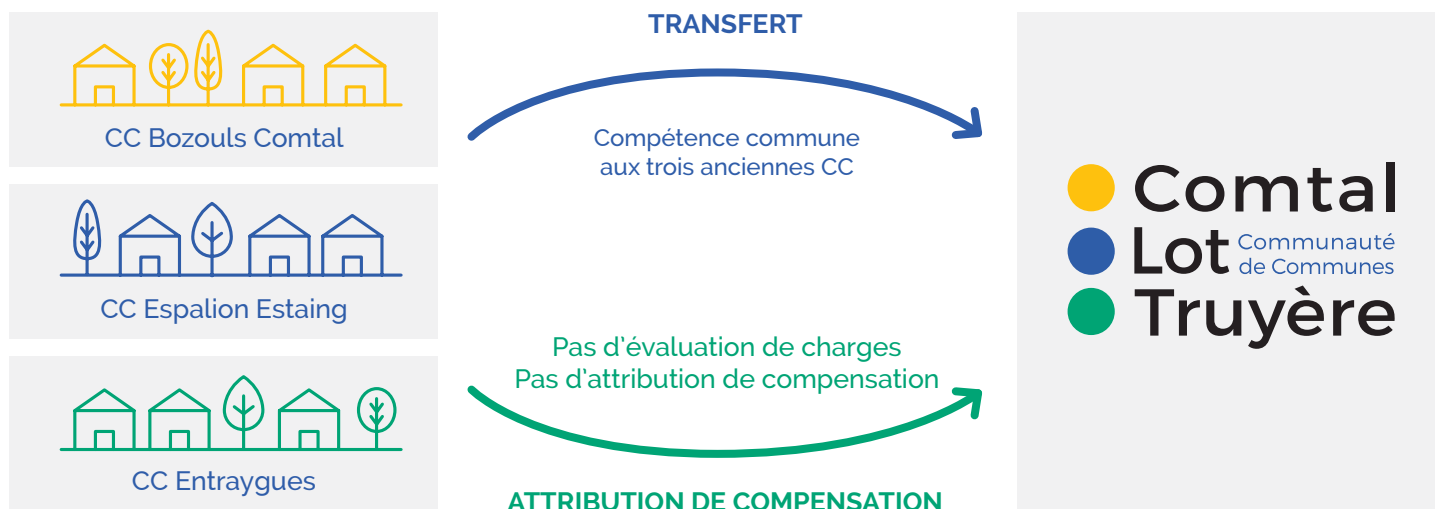 CC Bozouls Comtal
CC Espalion Estaing
CC Entraygues
TRANSFERT
Compétence commune
aux trois anciennes CC
Pas d’évaluation de charges
Pas d’attribution de compensation
ATTRIBUTION DE COMPENSATION
Comtal
Lot Communauté
de Communes
Truyère